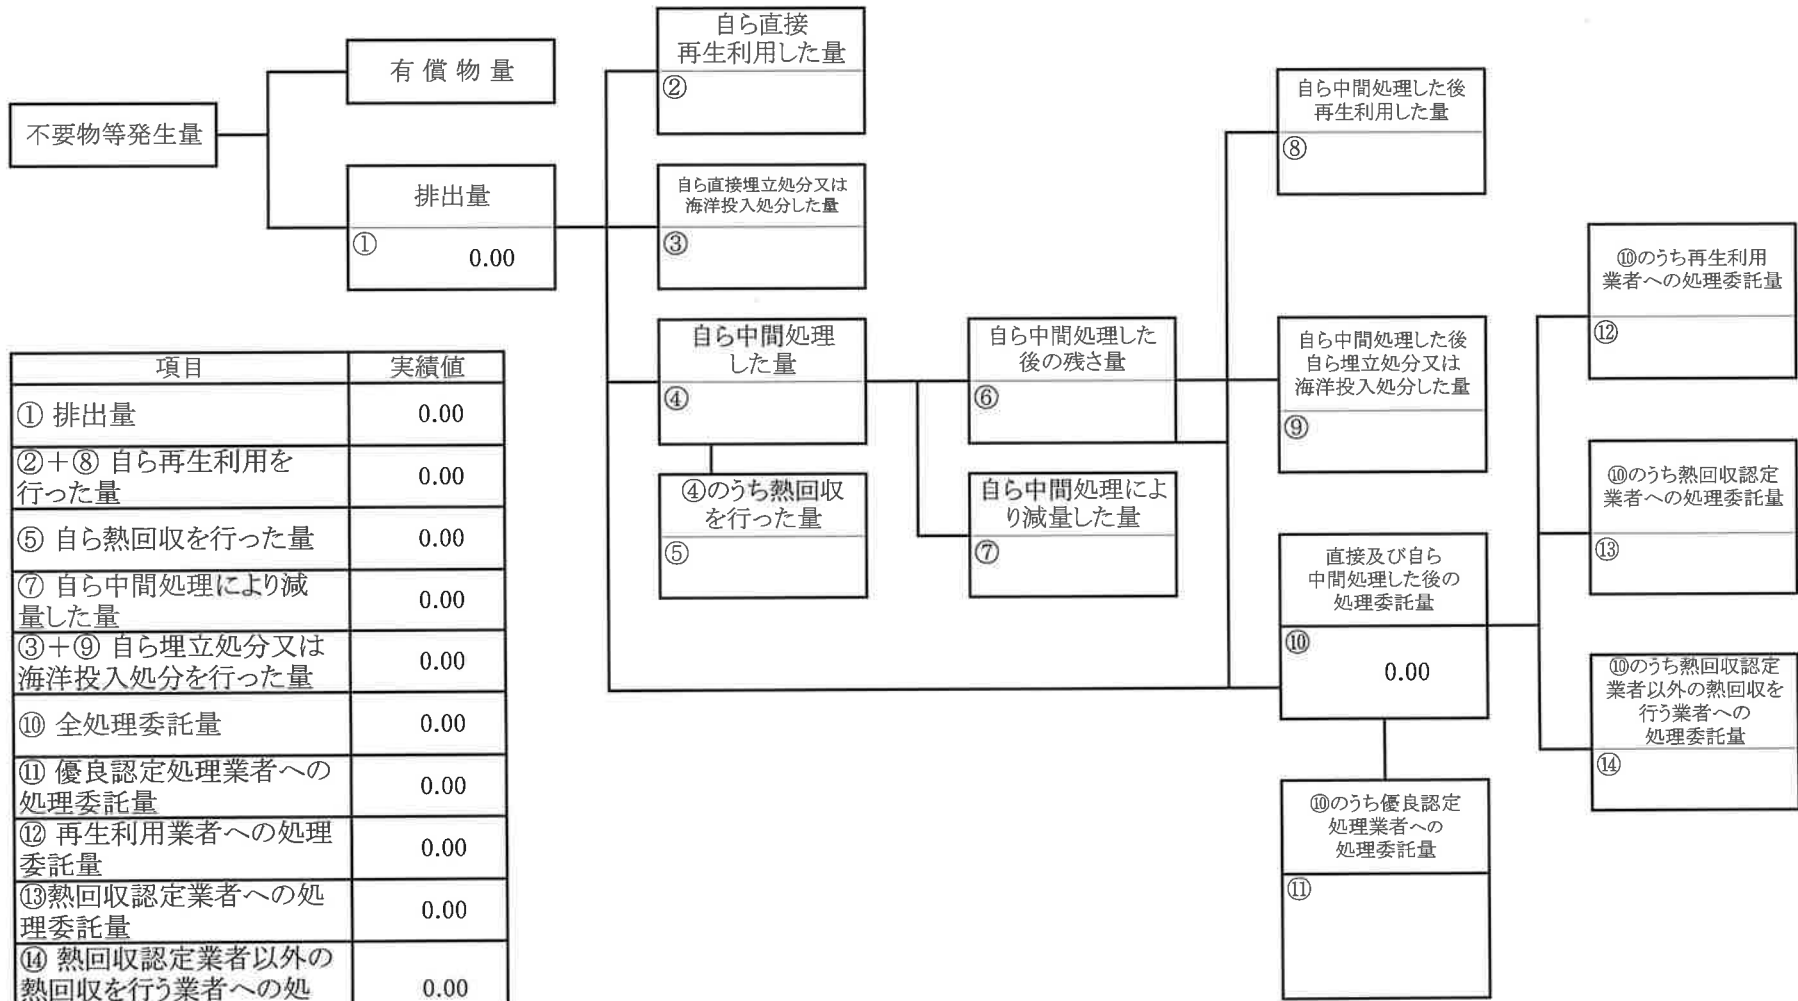 不要物等発生量
有償物量
排出量
①
0.00
自ら直接
再生利用した量
②
自ら直接埋立処分又は
海洋投入処分した量
③
自ら中間処理
した量
④
④のうち熱回収
を行った量
⑤
自ら中間処理した
後の残さ量
⑥
自ら中間処理によ
り減量した量
⑦
自ら中間処理した後
再生利用した量
⑧
自ら中間処理した後
自ら埋立処分又は
海洋投入処分した量
⑨
直接及び自ら
中間処理した後の
処理委託量
⑩
0.00
⑩のうち優良認定
処理業者への
処理委託量
⑪
⑩のうち再生利用
業者への処理委託量
⑫
⑩のうち熱回収認定
業者への処理委託量
⑬
⑩のうち熱回収認定
業者以外の熱回収を
行う業者への
処理委託量
⑭
項目 実績値
① 排出量 0.00
②+⑧ 自ら再生利用を
行った量 0.00
⑤ 自ら熱回収を行った量 0.00
⑦ 自ら中間処理により減
量した量 0.00
③+⑨ 自ら埋立処分又は
海洋投入処分を行った量 0.00
⑩ 全処理委託量 0.00
⑪ 優良認定処理業者への
処理委託量 0.00
⑫ 再生利用業者への処理
委託量 0.00
⑬熱回収認定業者への処
理委託量 0.00
⑭ 熱回収認定業者以外の
熱回収を行う業者への処 0.00